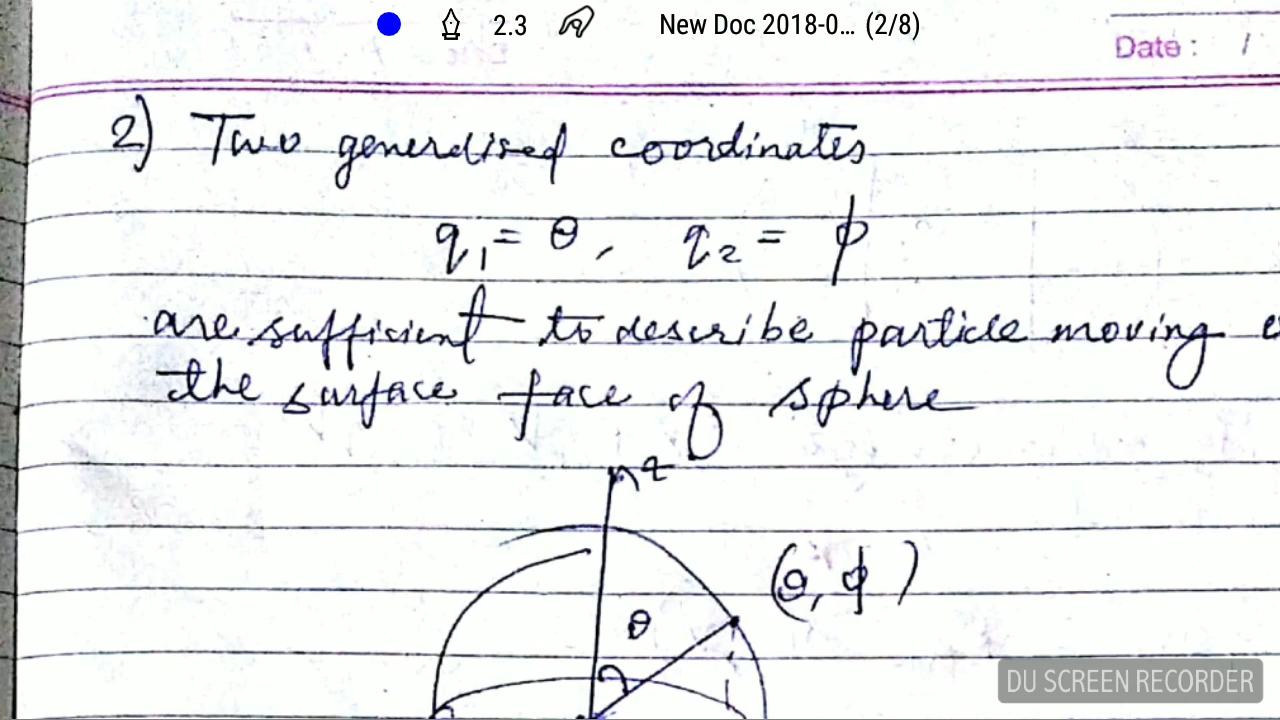 2.3 New Doc 2018-0... (2/8)
Date : /
2) Two generalised coordinates
q₁ = θ, q₂ = ϕ
are sufficient to describe particle moving
the surface face of sphere
z
(θ, ϕ)
θ
DU SCREEN RECORDER